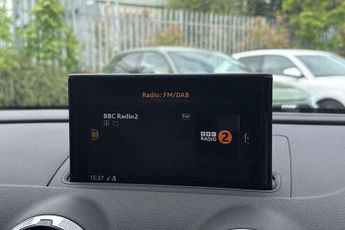 Radio: FM/DAB
BBC Radio2
BBC
RADIO 2
15:37